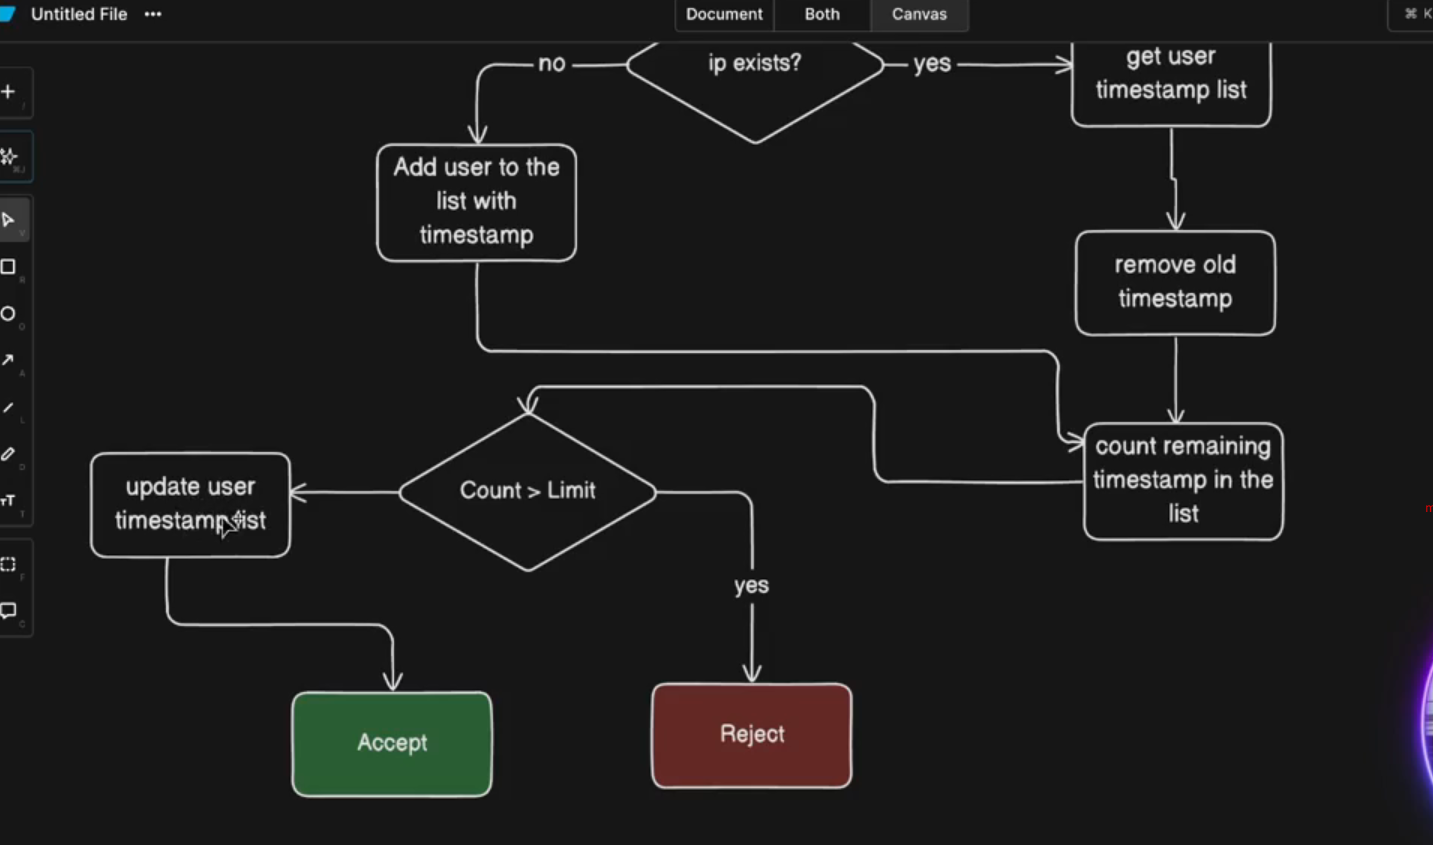 Untitled File •••
Document
Both
Canvas
⌘ K
no
ip exists?
yes
get user
timestamp list
Add user to the
list with
timestamp
remove old
timestamp
count remaining
timestamp in the
list
Count > Limit
update user
timestamp list
yes
Accept
Reject